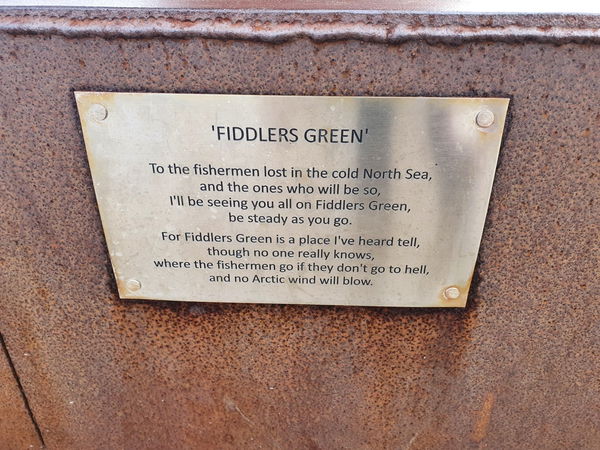 'FIDDLERS GREEN'
To the fishermen lost in the cold North Sea,
and the ones who will be so,
I'll be seeing you all on Fiddlers Green,
be steady as you go.
For Fiddlers Green is a place I've heard tell,
though no one really knows,
where the fishermen go if they don't go to hell,
and no Arctic wind will blow.